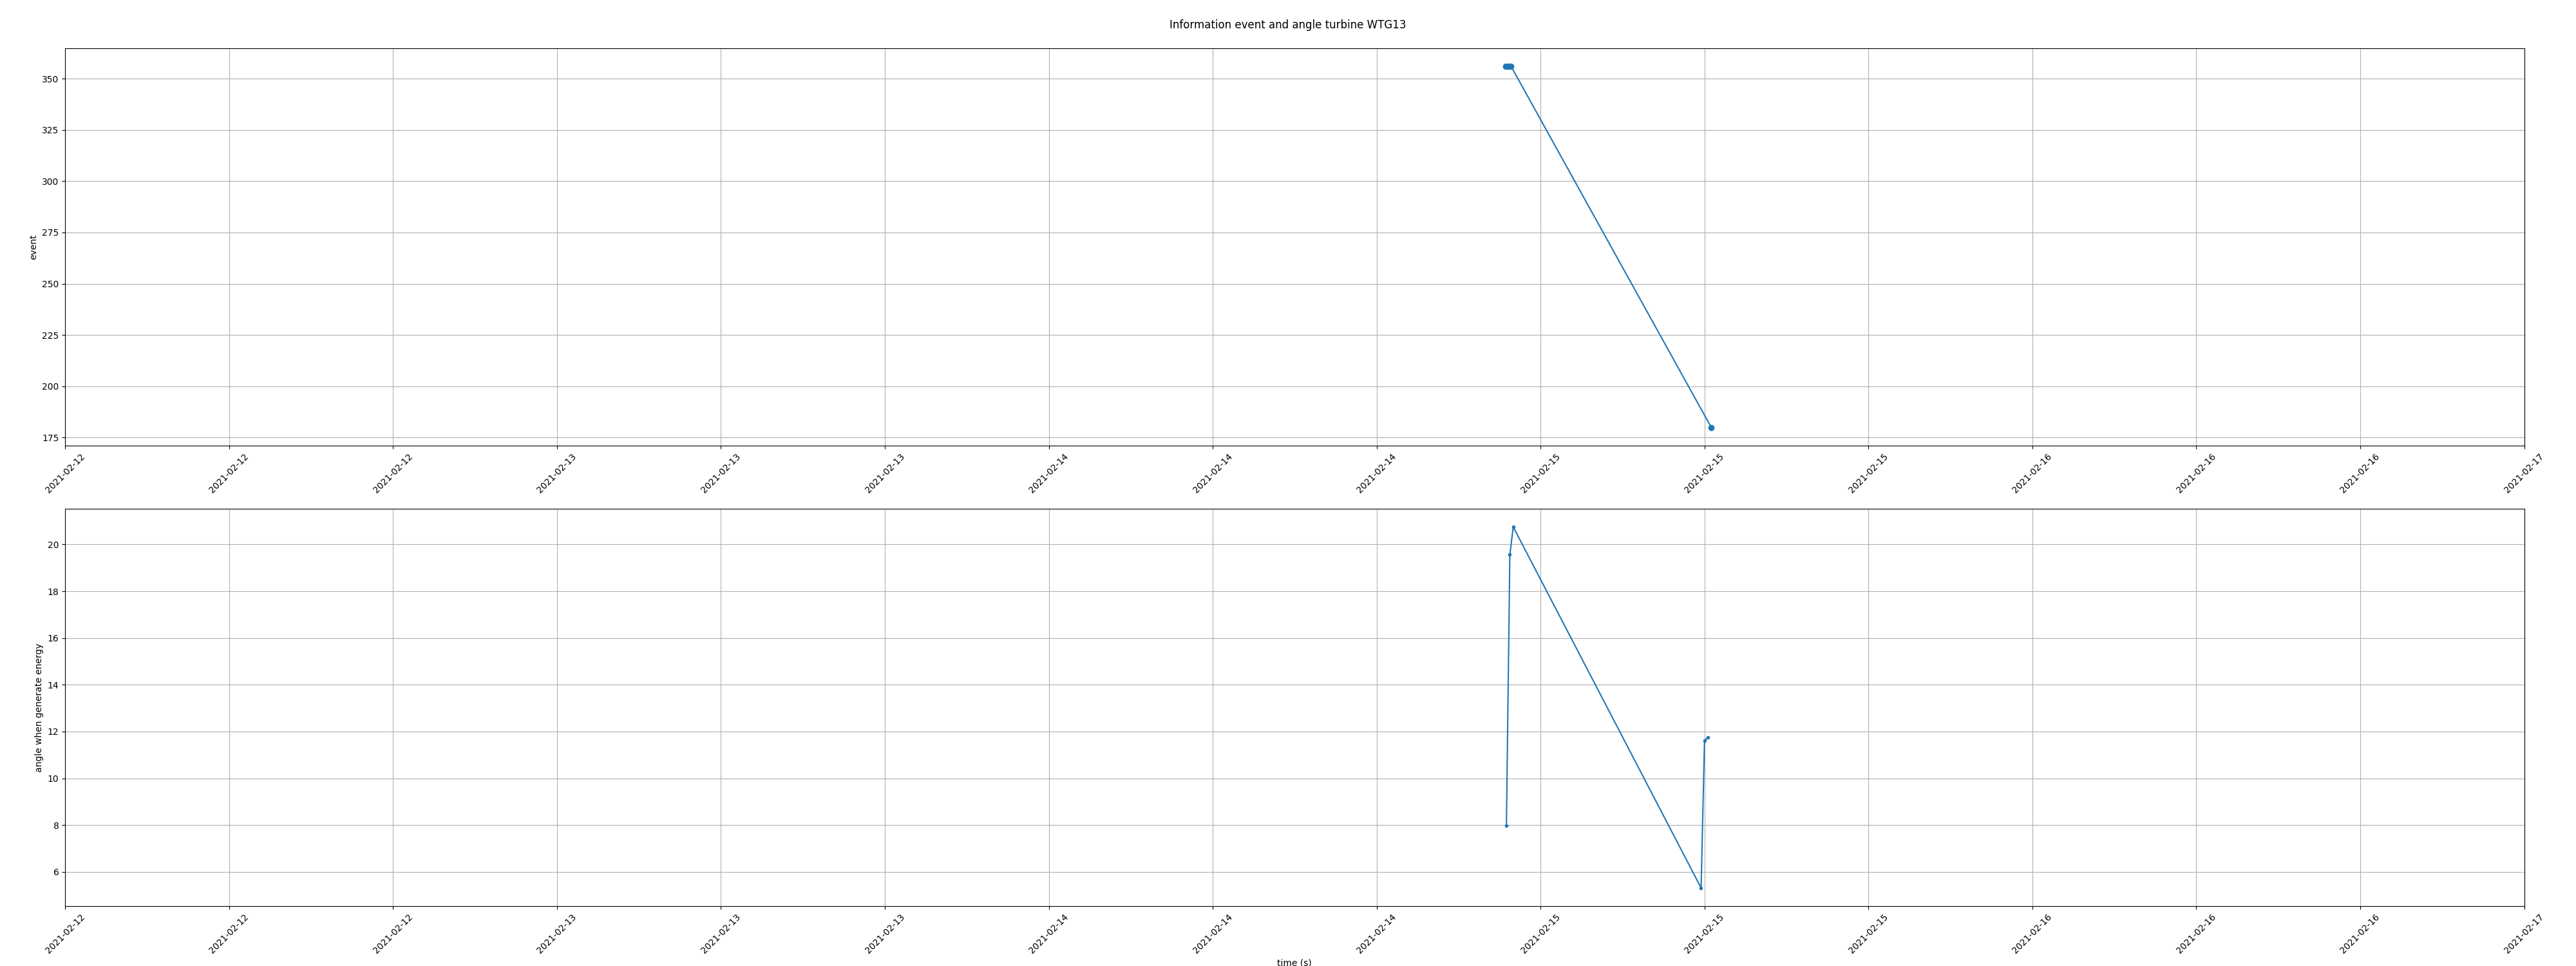 Information event and angle turbine WTG13
350
325
300
275
250
225
200
175
event
2021-02-12 2021-02-12 2021-02-12 2021-02-13 2021-02-13 2021-02-13 2021-02-14 2021-02-14 2021-02-14 2021-02-15 2021-02-15 2021-02-15 2021-02-16 2021-02-16 2021-02-16 2021-02-17
20
18
16
14
12
10
8
6
angle when generate energy
2021-02-12 2021-02-12 2021-02-12 2021-02-13 2021-02-13 2021-02-13 2021-02-14 2021-02-14 2021-02-14 2021-02-15 2021-02-15 2021-02-15 2021-02-16 2021-02-16 2021-02-16 2021-02-17
time (s)